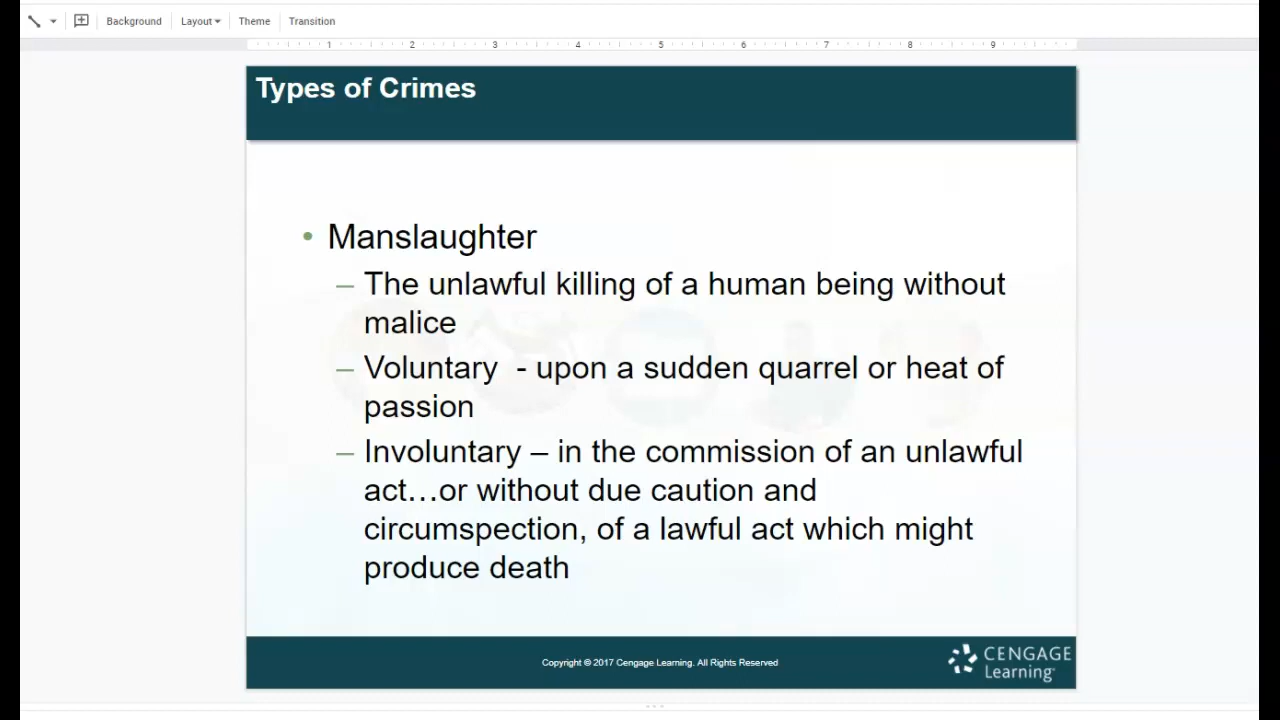 Background Layout Theme Transition
1 2 3 4 5 6 7 8 9
Types of Crimes
• Manslaughter
– The unlawful killing of a human being without
malice
– Voluntary - upon a sudden quarrel or heat of
passion
– Involuntary – in the commission of an unlawful
act…or without due caution and
circumspection, of a lawful act which might
produce death
Copyright © 2017 Cengage Learning. All Rights Reserved
CENGAGE
Learning™